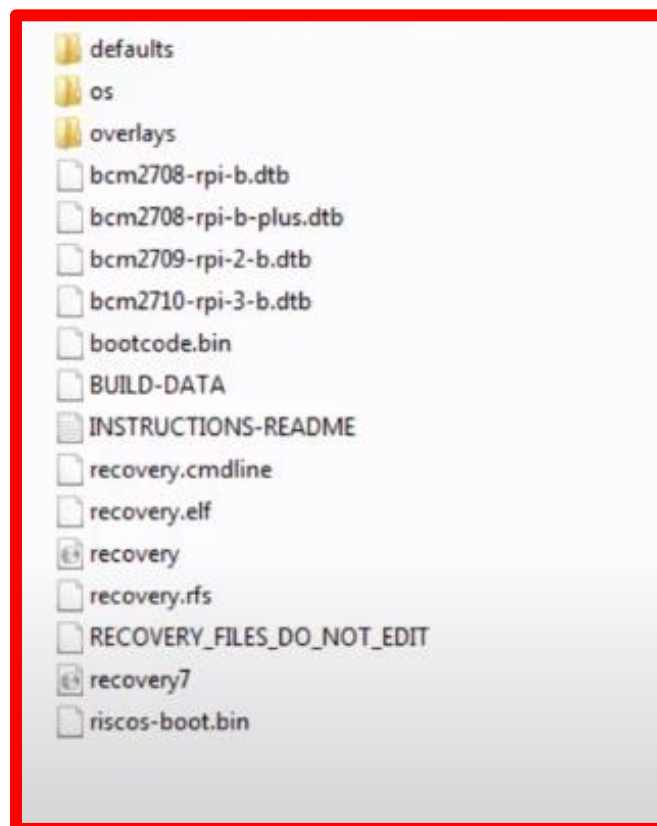 defaults
os
overlays
bcm2708-rpi-b.dtb
bcm2708-rpi-b-plus.dtb
bcm2709-rpi-2-b.dtb
bcm2710-rpi-3-b.dtb
bootcode.bin
BUILD-DATA
INSTRUCTIONS-README
recovery.cmdline
recovery.elf
recovery
recovery.rfs
RECOVERY_FILES_DO_NOT_EDIT
recovery7
riscos-boot.bin